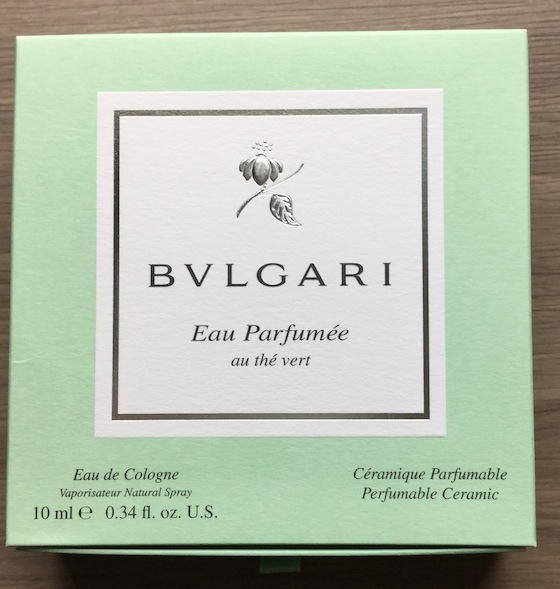 BVLGARI
Eau Parfumée
au thé vert
Eau de Cologne
Vaporisateur Natural Spray
10 ml ℮ 0.34 fl. oz. U.S.
Céramique Parfumable
Perfumable Ceramic